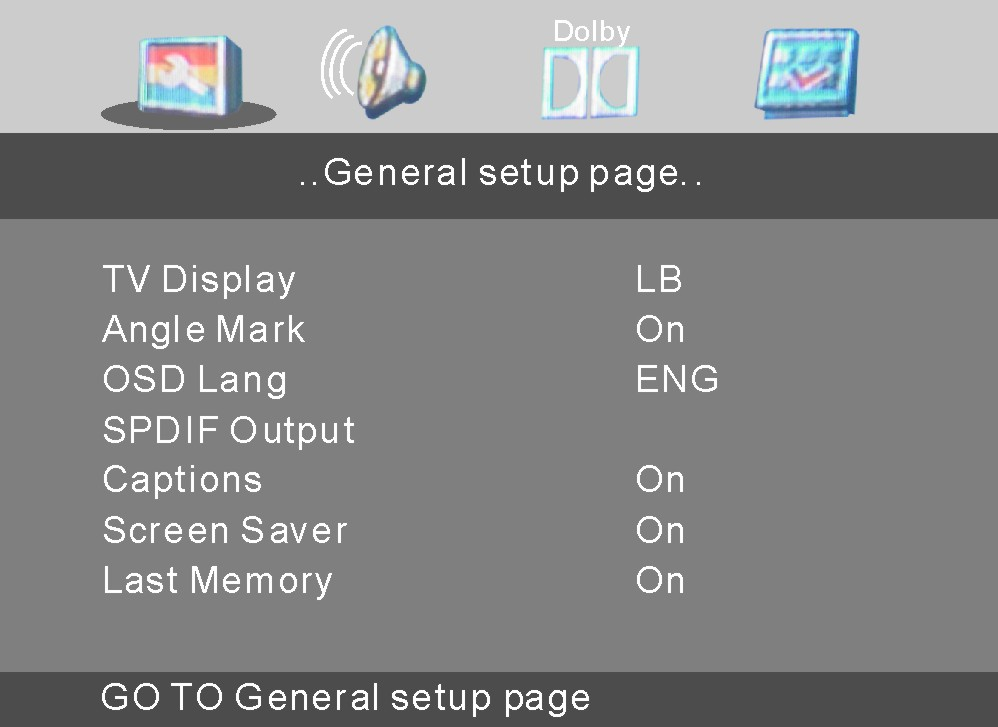 Dolby
..General setup page..
TV Display LB
Angle Mark On
OSD Lang ENG
SPDIF Output
Captions On
Screen Saver On
Last Memory On
GO TO General setup page